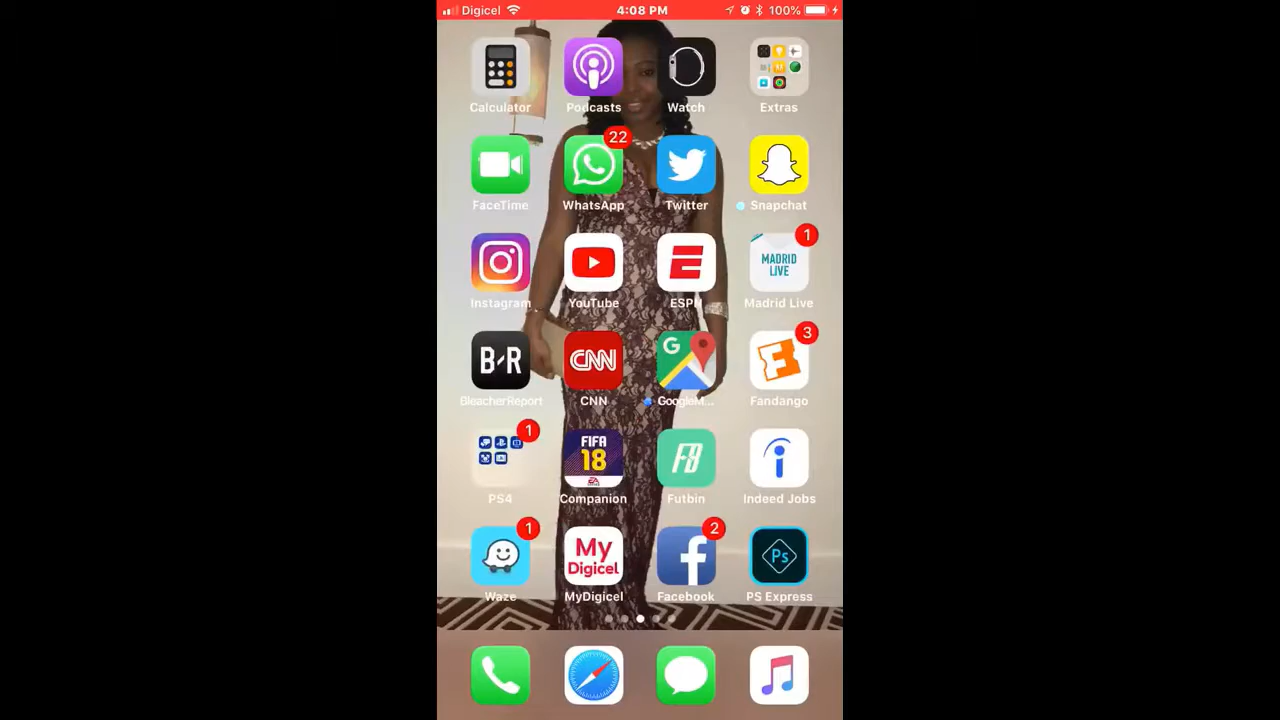 Digicel 4:08 PM 100%
Calculator Podcasts Watch Extras
22
FaceTime WhatsApp Twitter Snapchat
1
MADRID
LIVE
Instagram YouTube ESPN Madrid Live
3
B/R CNN G F
BleacherReport CNN GoogleM... Fandango
1
FIFA
18
PS4 Companion Futbin Indeed Jobs
1 2
My
Digicel f Ps
Waze MyDigicel Facebook PS Express